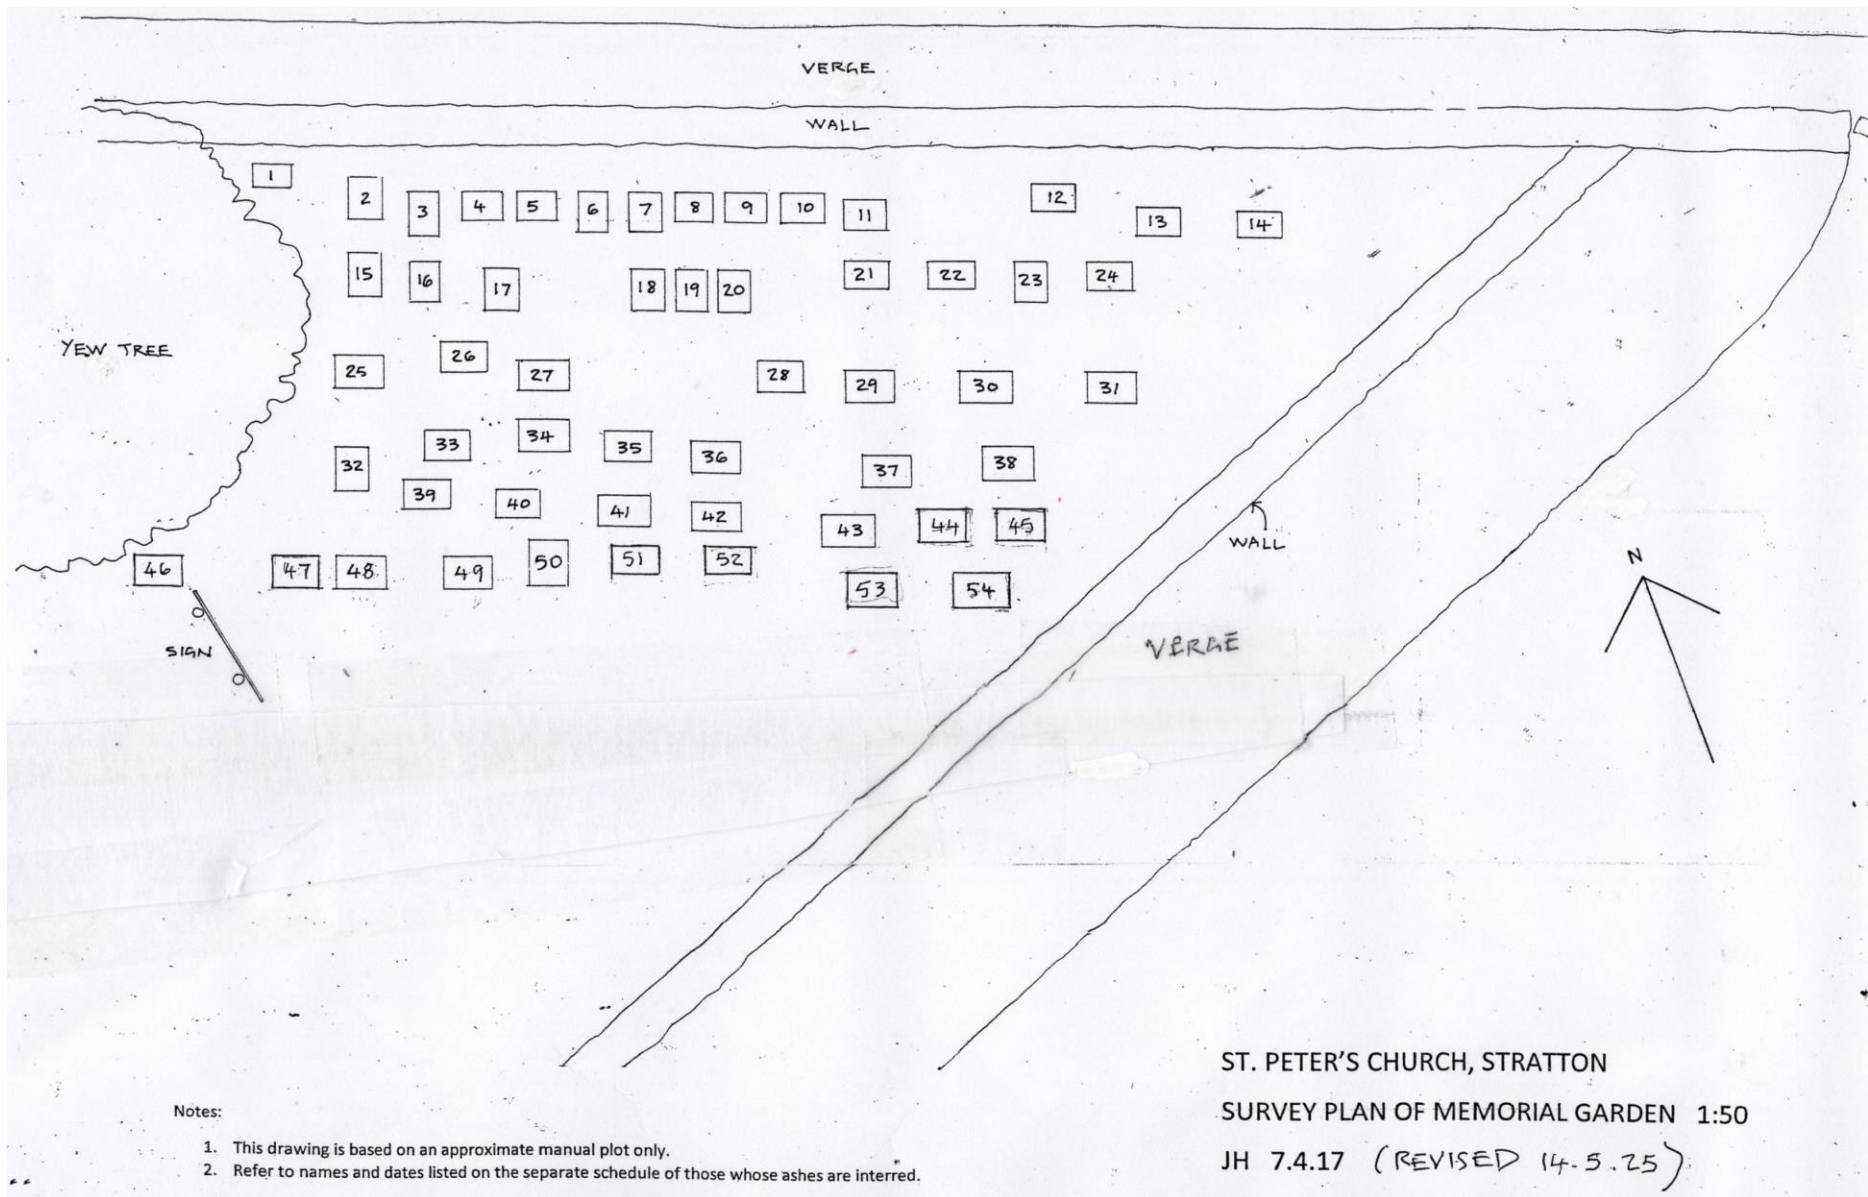 VERGE
WALL
1
2 3 4 5 6 7 8 9 10 11 12 13 14
15 16 17 18 19 20 21 22 23 24
YEW TREE
25 26 27 28 29 30 31
32 33 34 35 36 37 38
39 40 41 42 43 44 45
WALL
46 47 48 49 50 51 52
53 54
N
SIGN
VERGE
ST. PETER'S CHURCH, STRATTON
SURVEY PLAN OF MEMORIAL GARDEN 1:50
JH 7.4.17 (REVISED 14.5.25)
Notes:
1. This drawing is based on an approximate manual plot only.
2. Refer to names and dates listed on the separate schedule of those whose ashes are interred.